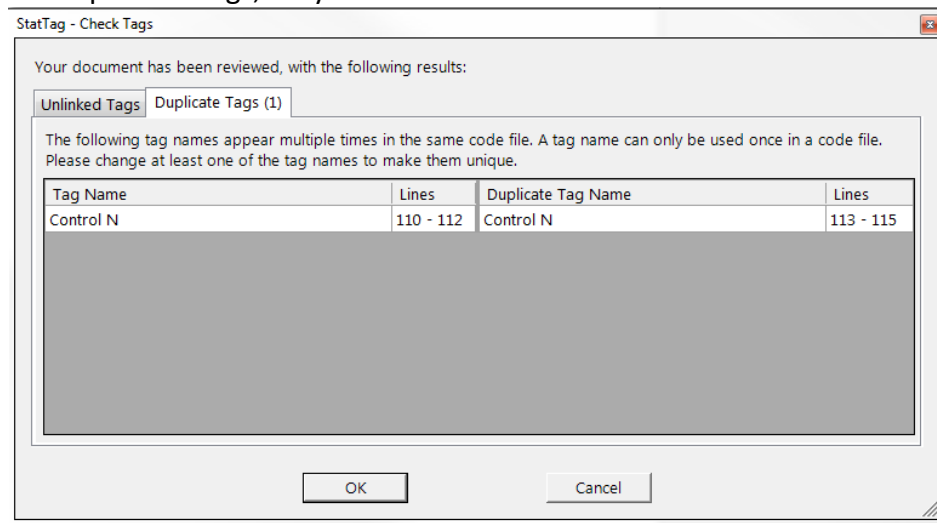 StatTag - Check Tags
Your document has been reviewed, with the following results:
Unlinked Tags Duplicate Tags (1)
The following tag names appear multiple times in the same code file. A tag name can only be used once in a code file.
Please change at least one of the tag names to make them unique.
Tag Name Lines Duplicate Tag Name Lines
Control N 110 - 112 Control N 113 - 115
OK Cancel